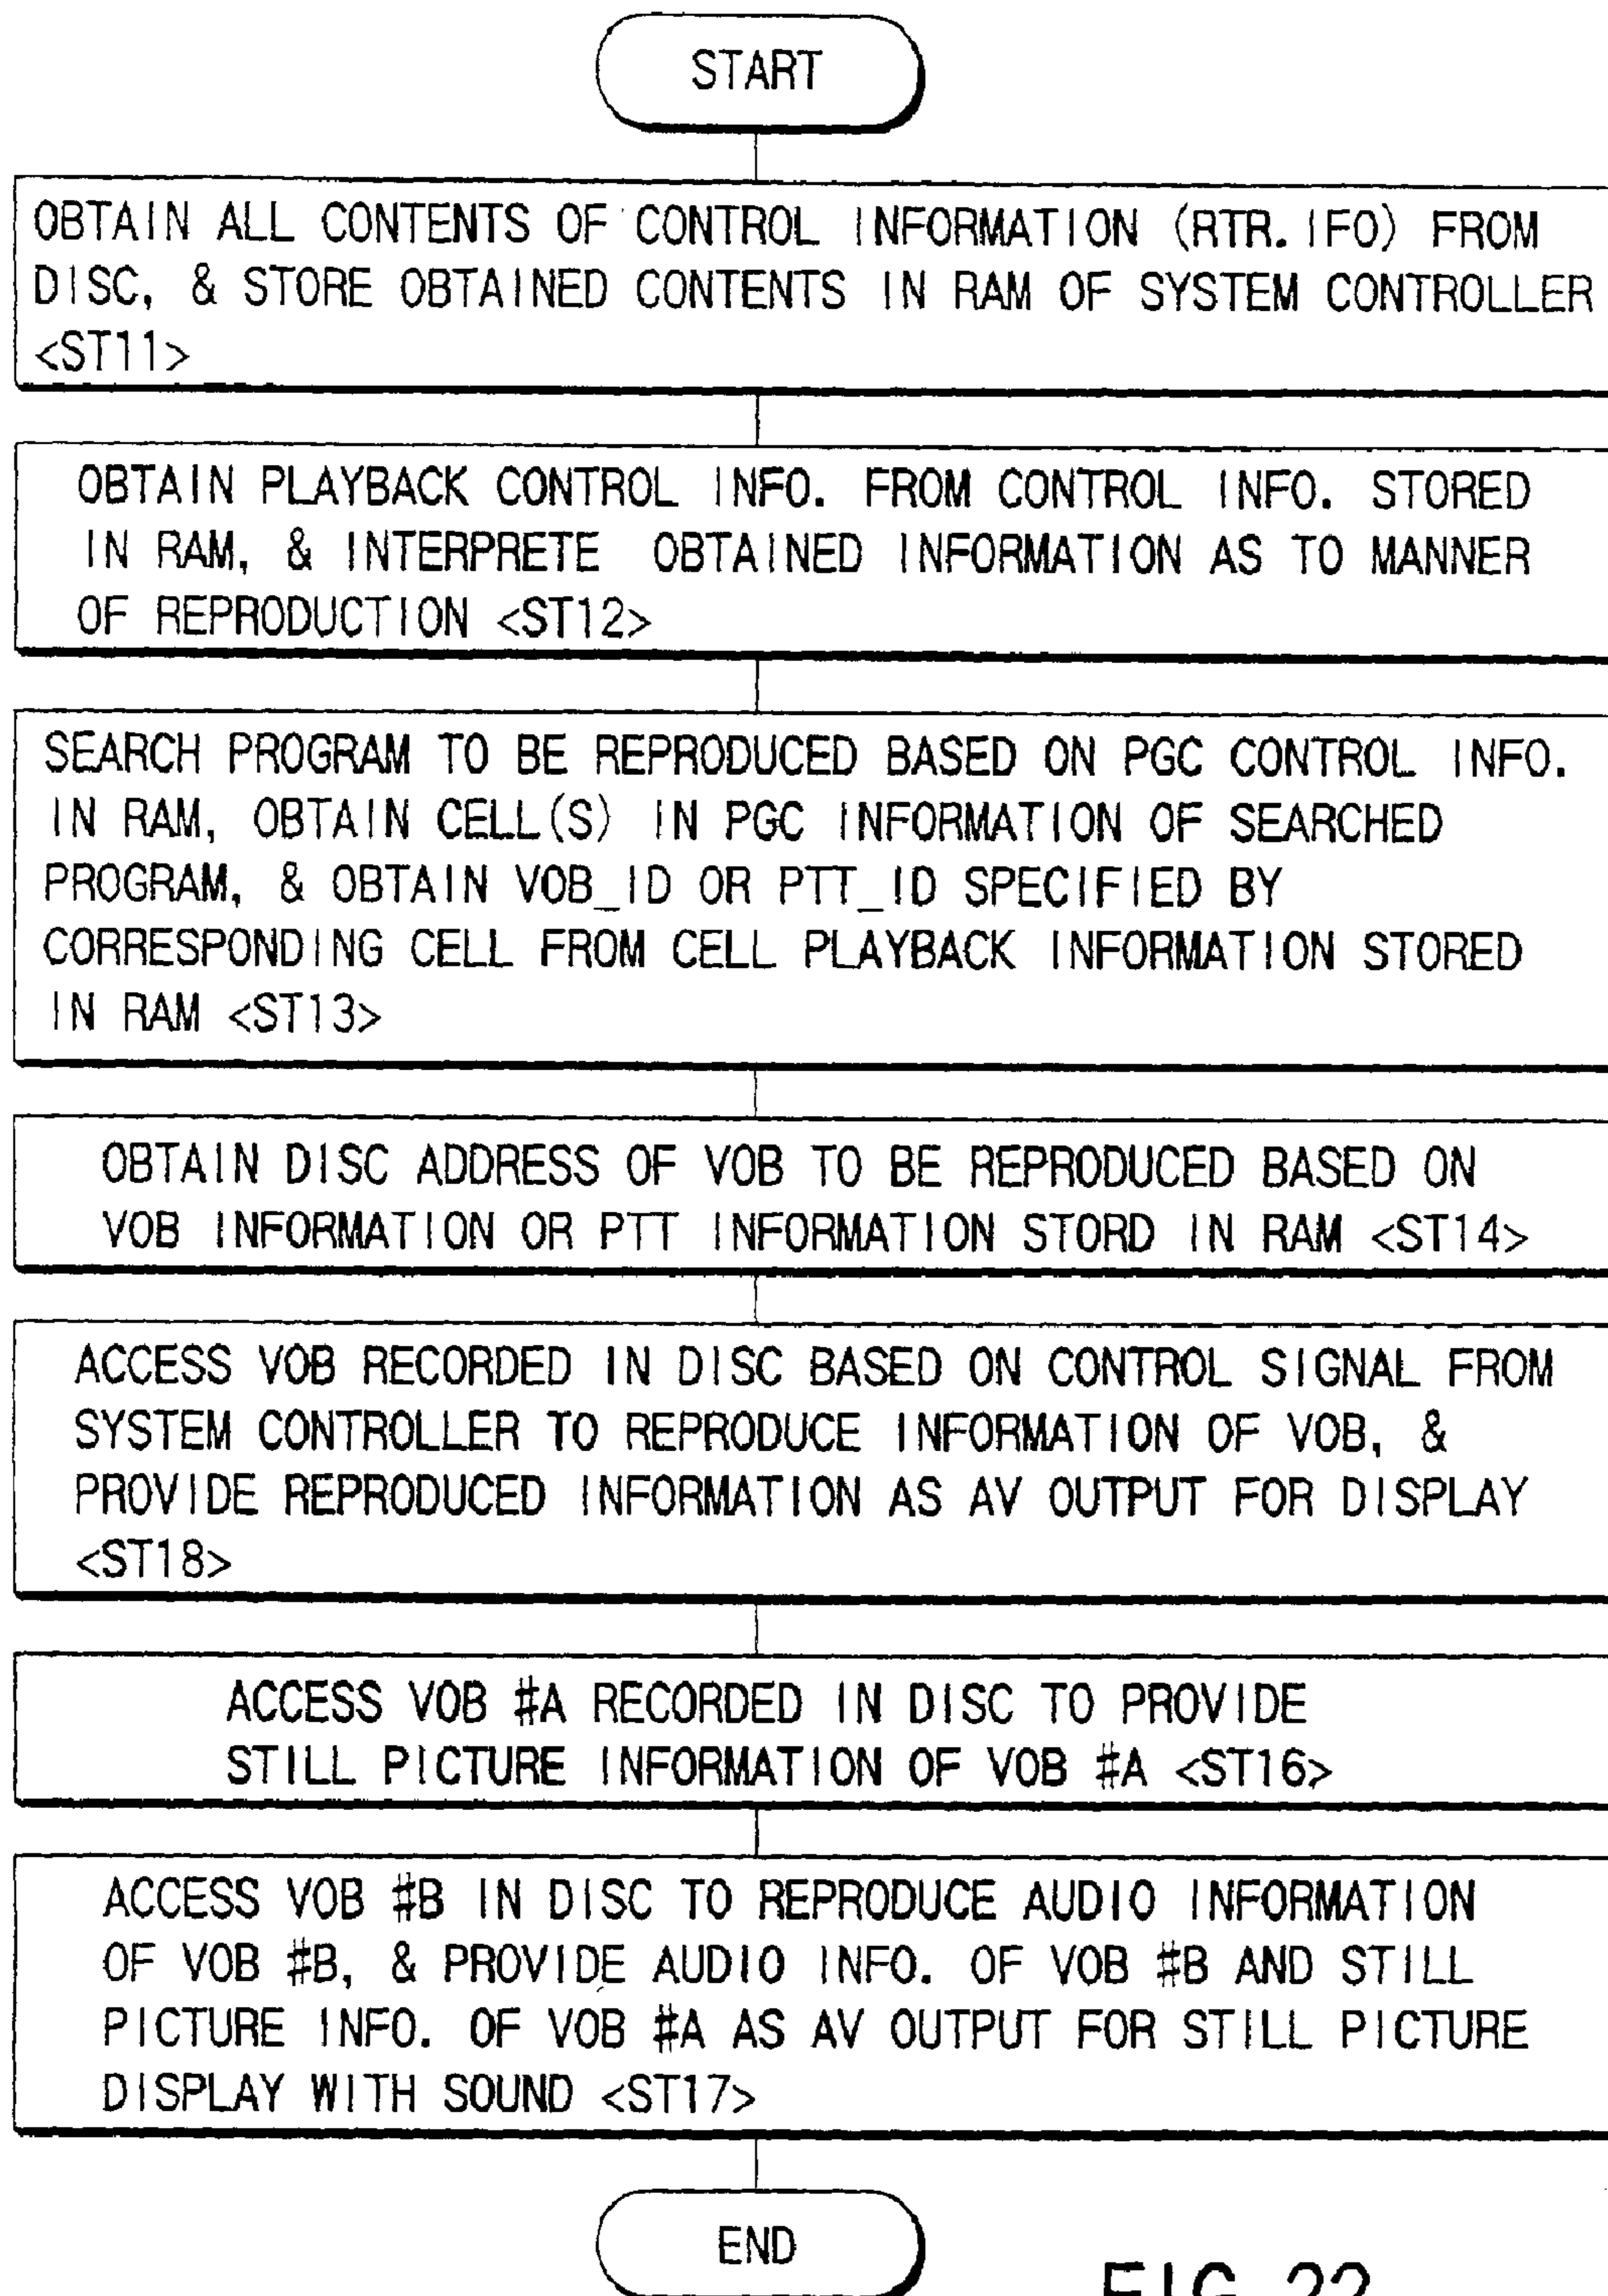 START
OBTAIN ALL CONTENTS OF CONTROL INFORMATION (RTR.IFO) FROM
DISC, & STORE OBTAINED CONTENTS IN RAM OF SYSTEM CONTROLLER
<ST11>
OBTAIN PLAYBACK CONTROL INFO. FROM CONTROL INFO. STORED
IN RAM, & INTERPRETE OBTAINED INFORMATION AS TO MANNER
OF REPRODUCTION <ST12>
SEARCH PROGRAM TO BE REPRODUCED BASED ON PGC CONTROL INFO.
IN RAM, OBTAIN CELL(S) IN PGC INFORMATION OF SEARCHED
PROGRAM, & OBTAIN VOB_ID OR PTT_ID SPECIFIED BY
CORRESPONDING CELL FROM CELL PLAYBACK INFORMATION STORED
IN RAM <ST13>
OBTAIN DISC ADDRESS OF VOB TO BE REPRODUCED BASED ON
VOB INFORMATION OR PTT INFORMATION STORD IN RAM <ST14>
ACCESS VOB RECORDED IN DISC BASED ON CONTROL SIGNAL FROM
SYSTEM CONTROLLER TO REPRODUCE INFORMATION OF VOB, &
PROVIDE REPRODUCED INFORMATION AS AV OUTPUT FOR DISPLAY
<ST18>
ACCESS VOB #A RECORDED IN DISC TO PROVIDE
STILL PICTURE INFORMATION OF VOB #A <ST16>
ACCESS VOB #B IN DISC TO REPRODUCE AUDIO INFORMATION
OF VOB #B, & PROVIDE AUDIO INFO. OF VOB #B AND STILL
PICTURE INFO. OF VOB #A AS AV OUTPUT FOR STILL PICTURE
DISPLAY WITH SOUND <ST17>
END
FIG. 22